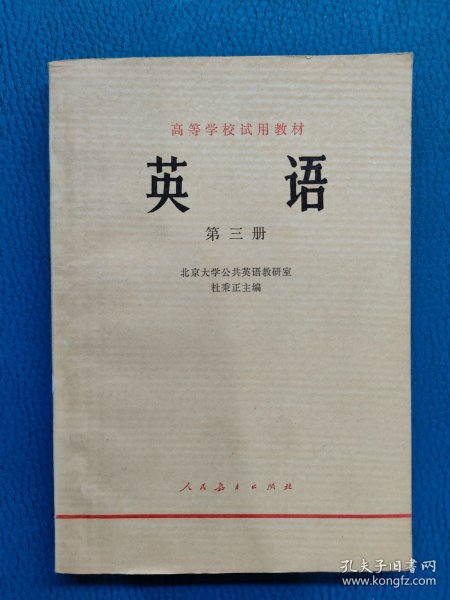 高等学校试用教材
英语
第三册
北京大学公共英语教研室
杜秉正主编
人民教育出版社
孔夫子旧书网
www.kongfz.com